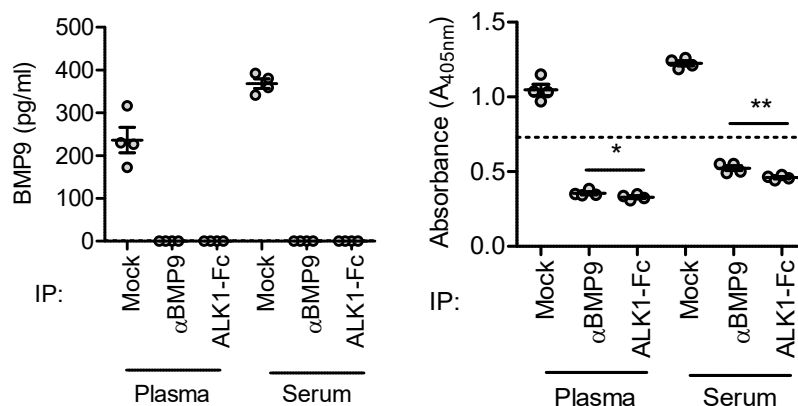 BMP9 (pg/ml)
500
400
300
200
100
0
IP:
Mock
αBMP9
ALK1-Fc
Mock
αBMP9
ALK1-Fc
Plasma
Serum
Absorbance (A405nm)
1.5
1.0
0.5
0.0
*
**
IP:
Mock
αBMP9
ALK1-Fc
Mock
αBMP9
ALK1-Fc
Plasma
Serum